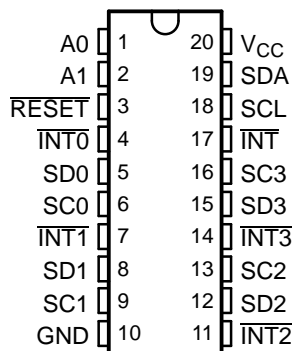 A0 1 20 VCC
A1 2 19 SDA
RESET 3 18 SCL
INT0 4 17 INT
SD0 5 16 SC3
SC0 6 15 SD3
INT1 7 14 INT3
SD1 8 13 SC2
SC1 9 12 SD2
GND 10 11 INT2